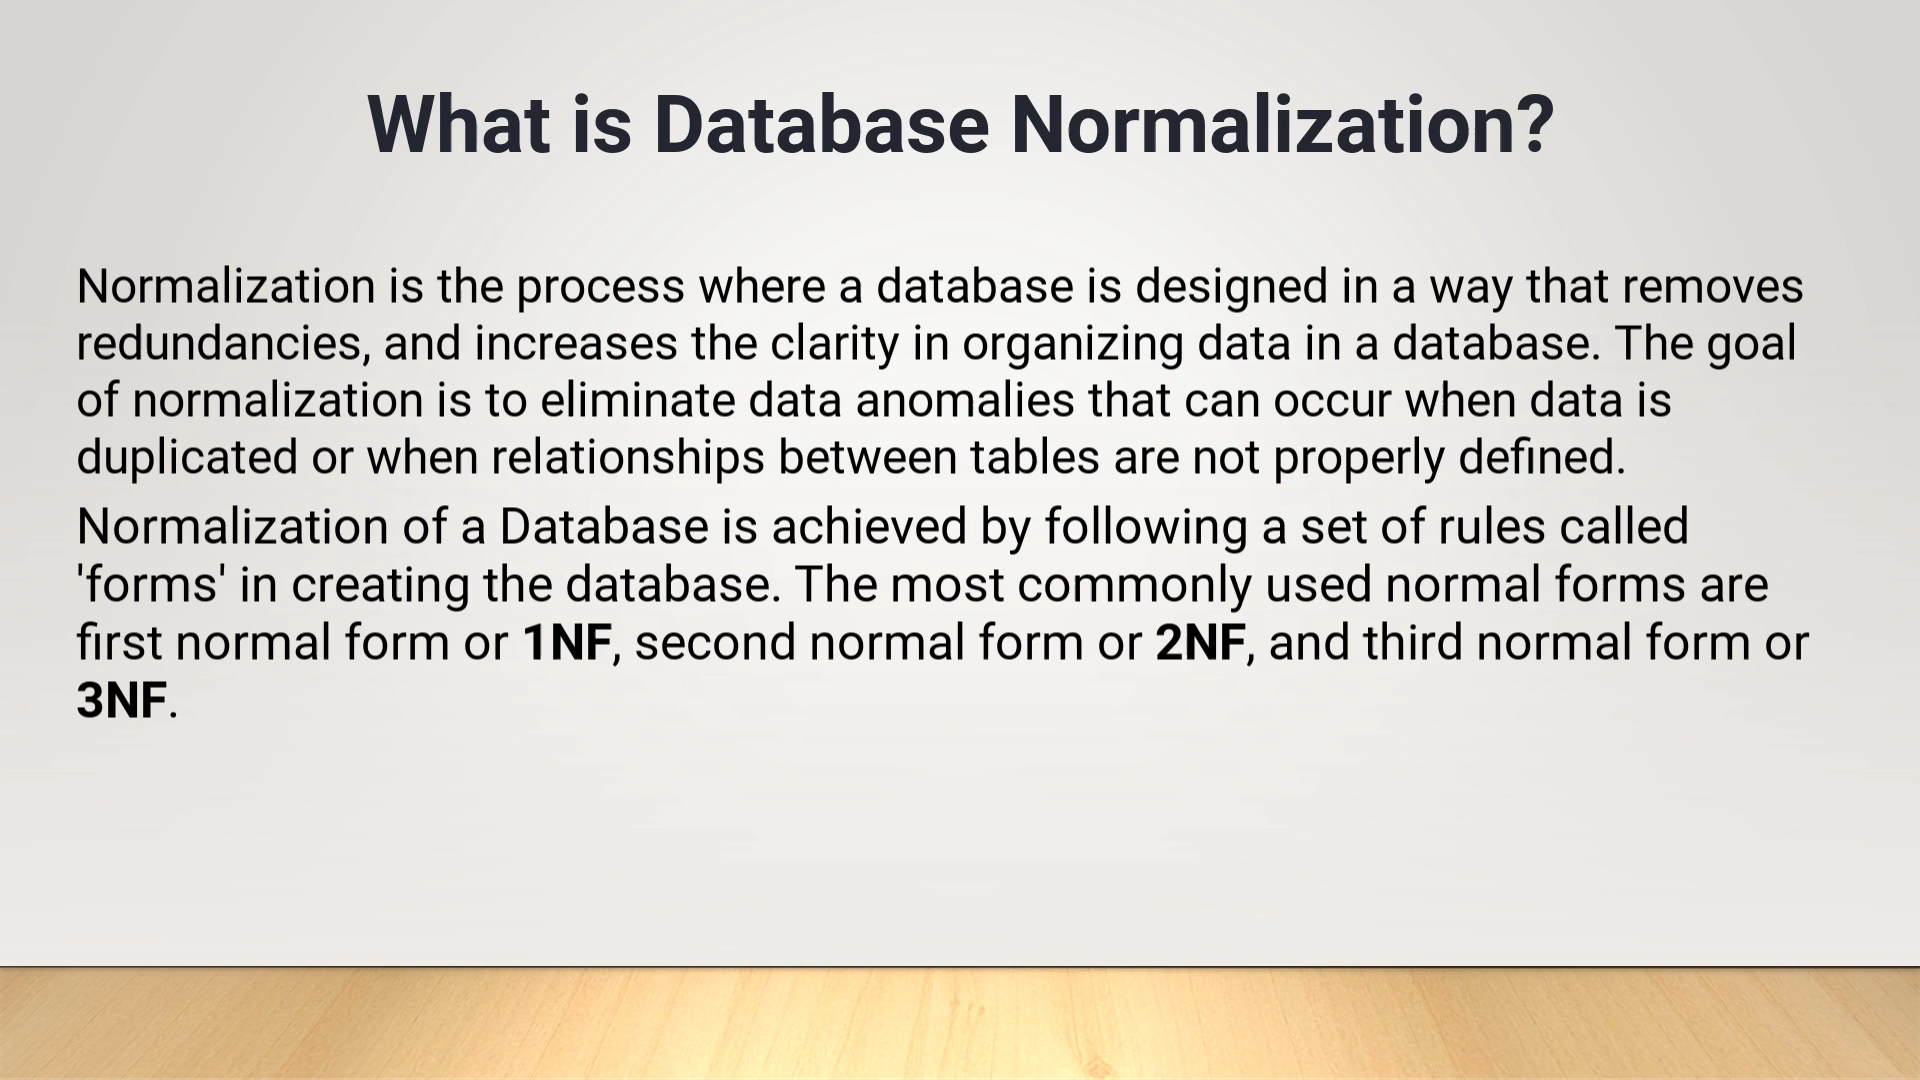 What is Database Normalization?
Normalization is the process where a database is designed in a way that removes
redundancies, and increases the clarity in organizing data in a database. The goal
of normalization is to eliminate data anomalies that can occur when data is
duplicated or when relationships between tables are not properly defined.
Normalization of a Database is achieved by following a set of rules called
'forms' in creating the database. The most commonly used normal forms are
first normal form or 1NF, second normal form or 2NF, and third normal form or
3NF.